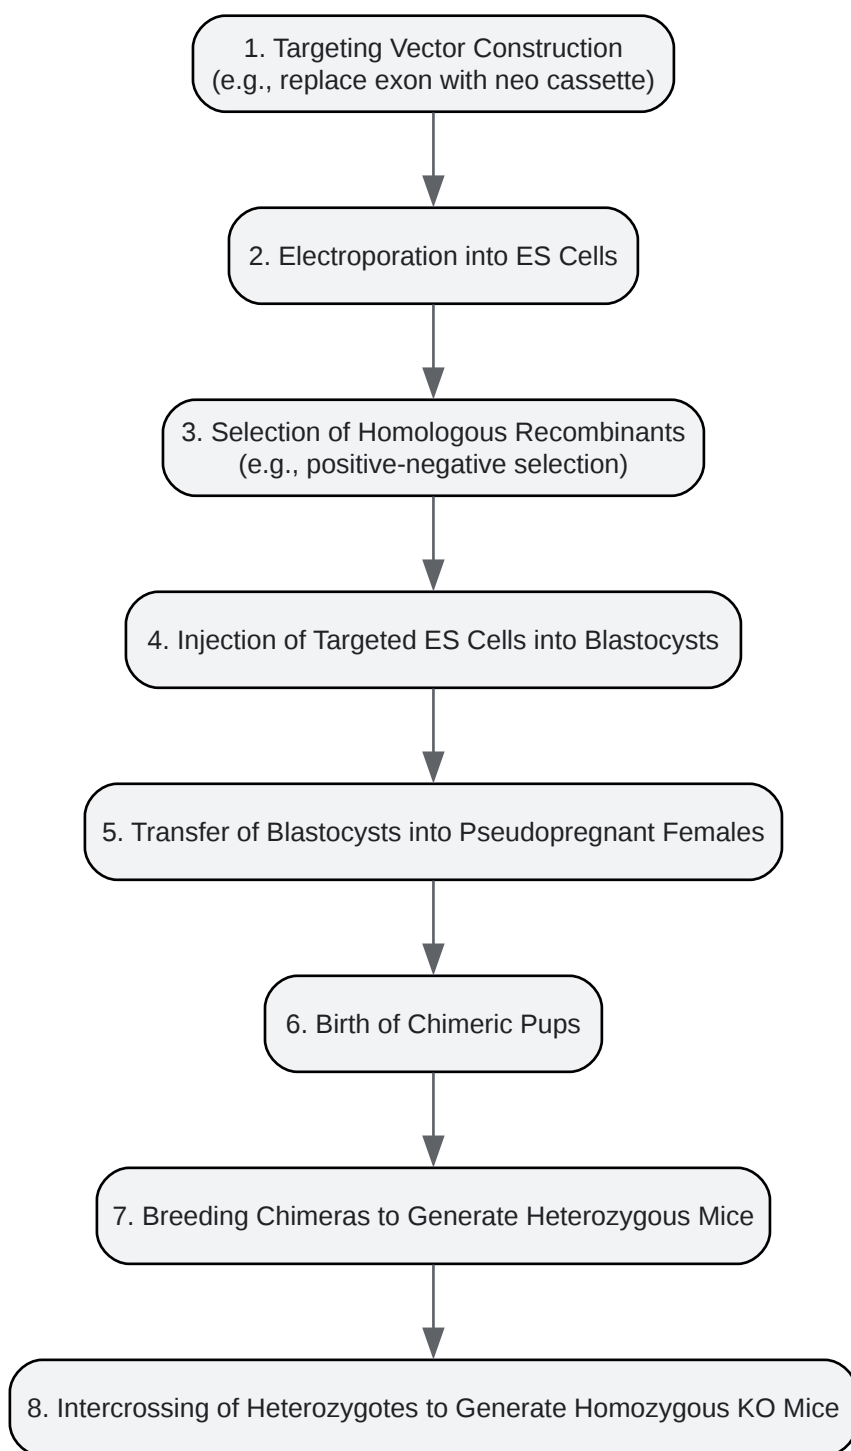 1. Targeting Vector Construction
(e.g., replace exon with neo cassette)
2. Electroporation into ES Cells
3. Selection of Homologous Recombinants
(e.g., positive-negative selection)
4. Injection of Targeted ES Cells into Blastocysts
5. Transfer of Blastocysts into Pseudopregnant Females
6. Birth of Chimeric Pups
7. Breeding Chimeras to Generate Heterozygous Mice
8. Intercrossing of Heterozygotes to Generate Homozygous KO Mice